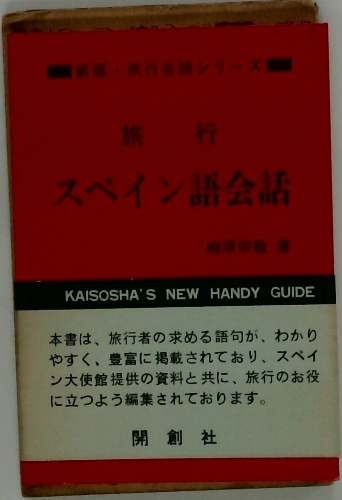 新版・旅行会話シリーズ
旅行
スペイン語会話
梅原宗敬 著
KAISOSHA'S NEW HANDY GUIDE
本書は、旅行者の求める語句が、わかり
やすく、豊富に掲載されており、スペイ
ン大使館提供の資料と共に、旅行のお役
に立つよう編集されております。
開創社